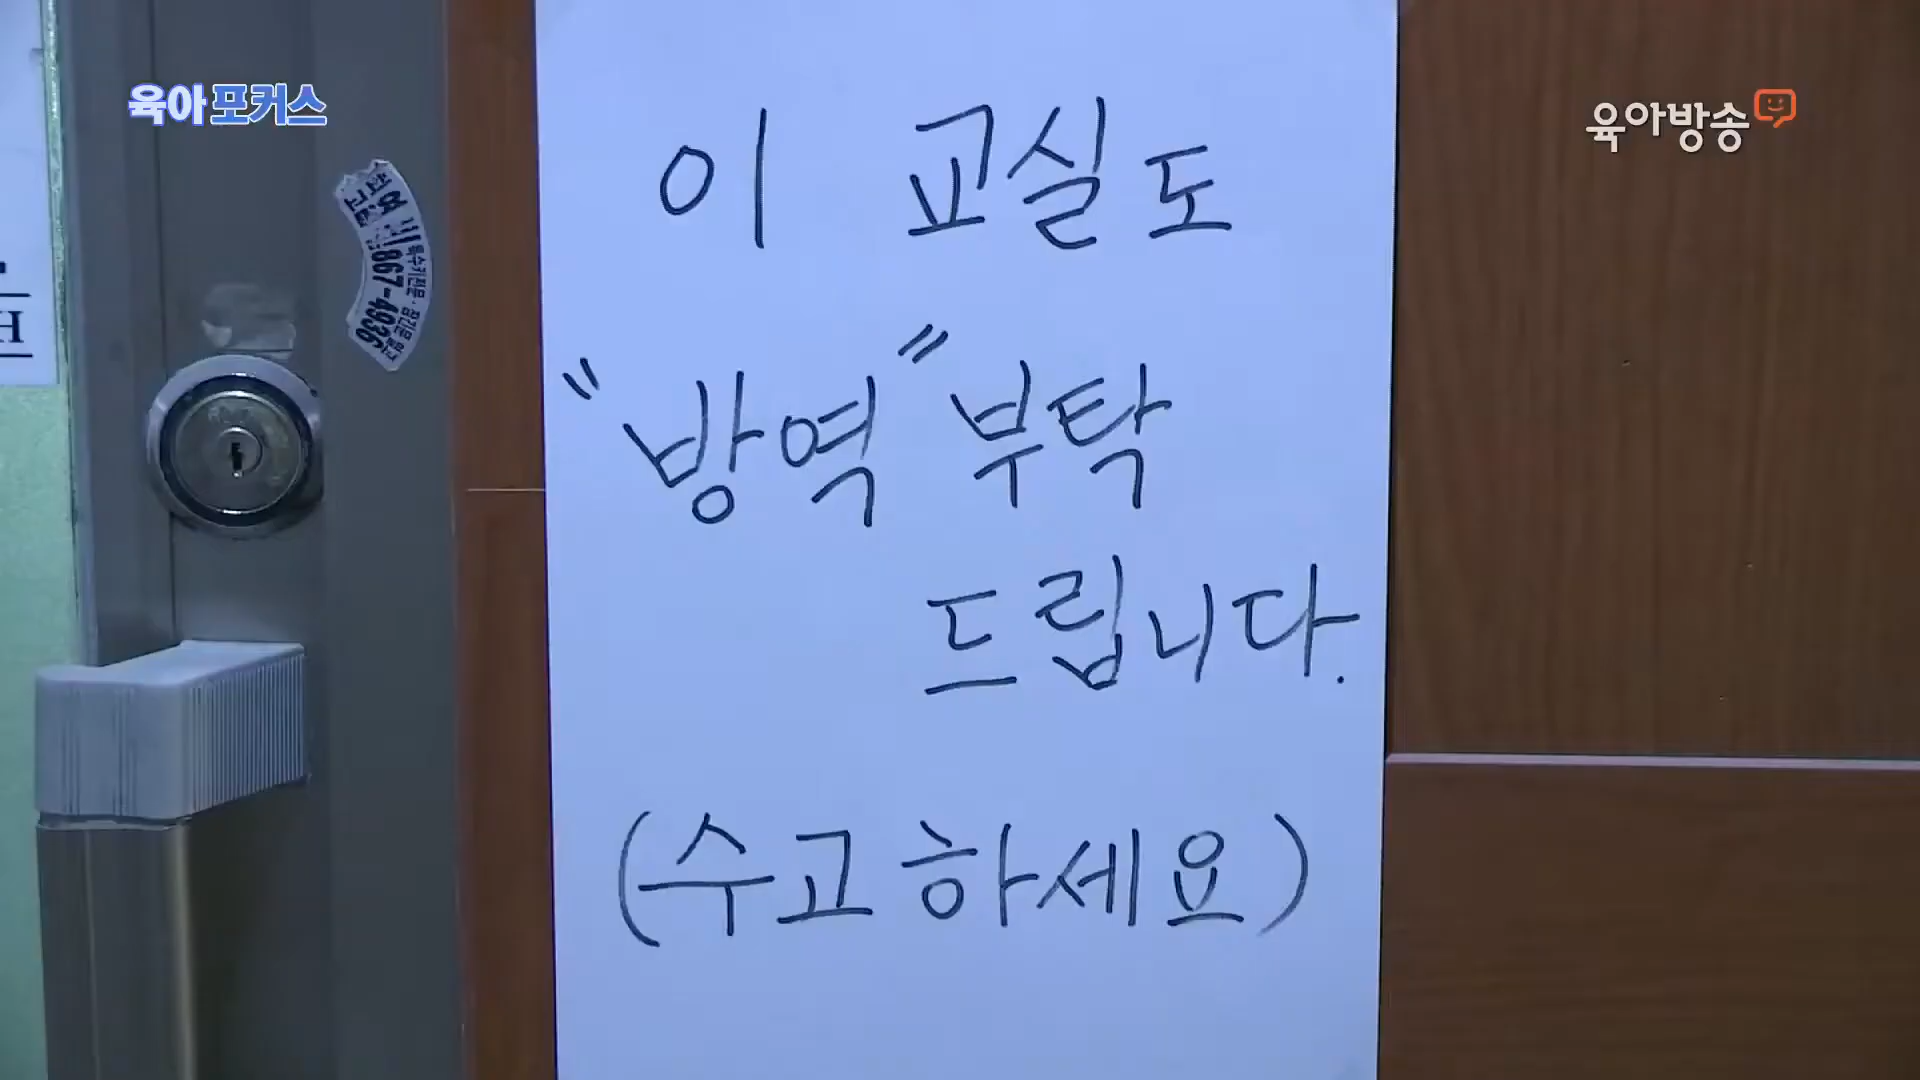 육아포커스
육아방송
이 교실도
"방역" 부탁
드립니다.
(수고하세요)
867-4936
H